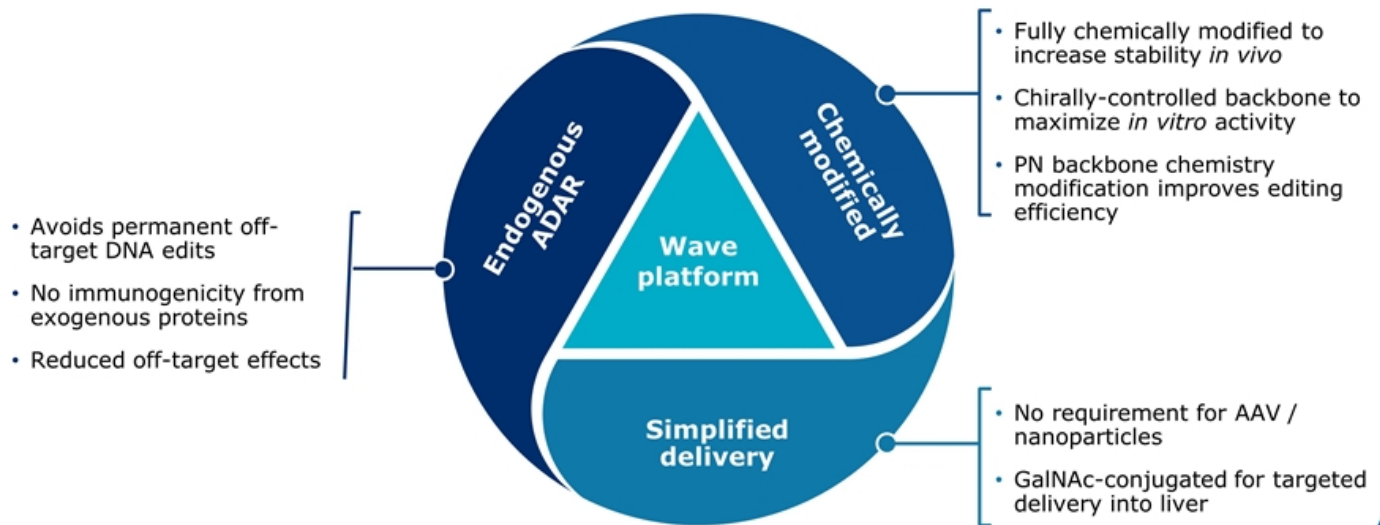 • Fully chemically modified to
increase stability in vivo
• Chirally-controlled backbone to
maximize in vitro activity
• PN backbone chemistry
modification improves editing
efficiency
Chemically
modified
Endogenous
ADAR
• Avoids permanent off-
target DNA edits
• No immunogenicity from
exogenous proteins
• Reduced off-target effects
Wave
platform
Simplified
delivery
• No requirement for AAV /
nanoparticles
• GalNAc-conjugated for targeted
delivery into liver